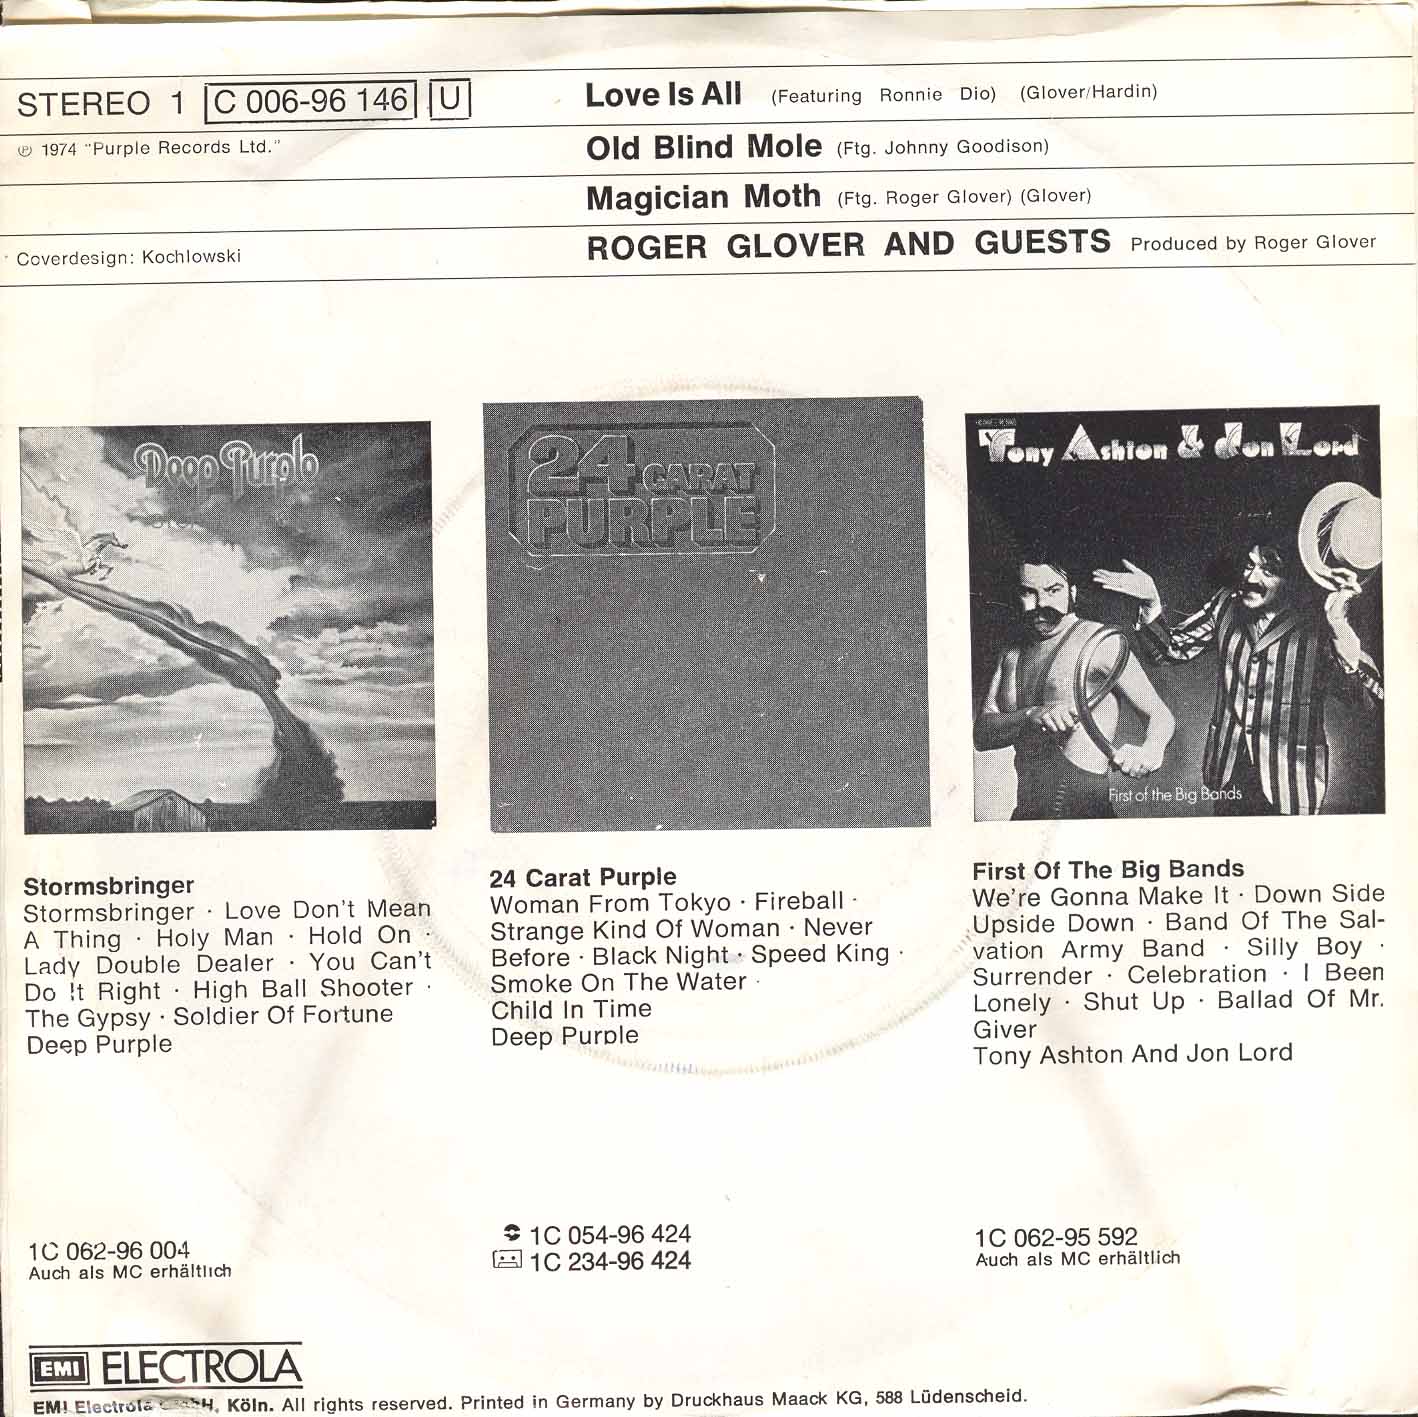 STEREO 1 C 006-96 146 U
℗ 1974 "Purple Records Ltd."
Coverdesign: Kochlowski
Love Is All (Featuring Ronnie Dio) (Glover/Hardin)
Old Blind Mole (Ftg. Johnny Goodison)
Magician Moth (Ftg. Roger Glover) (Glover)
ROGER GLOVER AND GUESTS Produced by Roger Glover
Deep Purple
24 CARAT
PURPLE
Tony Ashton & Jon Lord
First of the Big Bands
Stormsbringer
Stormsbringer · Love Don't Mean
A Thing · Holy Man · Hold On ·
Lady Double Dealer · You Can't
Do It Right · High Ball Shooter ·
The Gypsy · Soldier Of Fortune
Deep Purple
1C 062-96 004
Auch als MC erhältlich
24 Carat Purple
Woman From Tokyo · Fireball ·
Strange Kind Of Woman · Never
Before · Black Night · Speed King ·
Smoke On The Water ·
Child In Time
Deep Purple
1C 054-96 424
1C 234-96 424
First Of The Big Bands
We're Gonna Make It · Down Side
Upside Down · Band Of The Sal-
vation Army Band · Silly Boy ·
Surrender · Celebration · I Been
Lonely · Shut Up · Ballad Of Mr.
Giver
Tony Ashton And Jon Lord
1C 062-95 592
Auch als MC erhältlich
EMI ELECTROLA
EMI Electrola GmbH, Köln. All rights reserved. Printed in Germany by Druckhaus Maack KG, 588 Lüdenscheid.